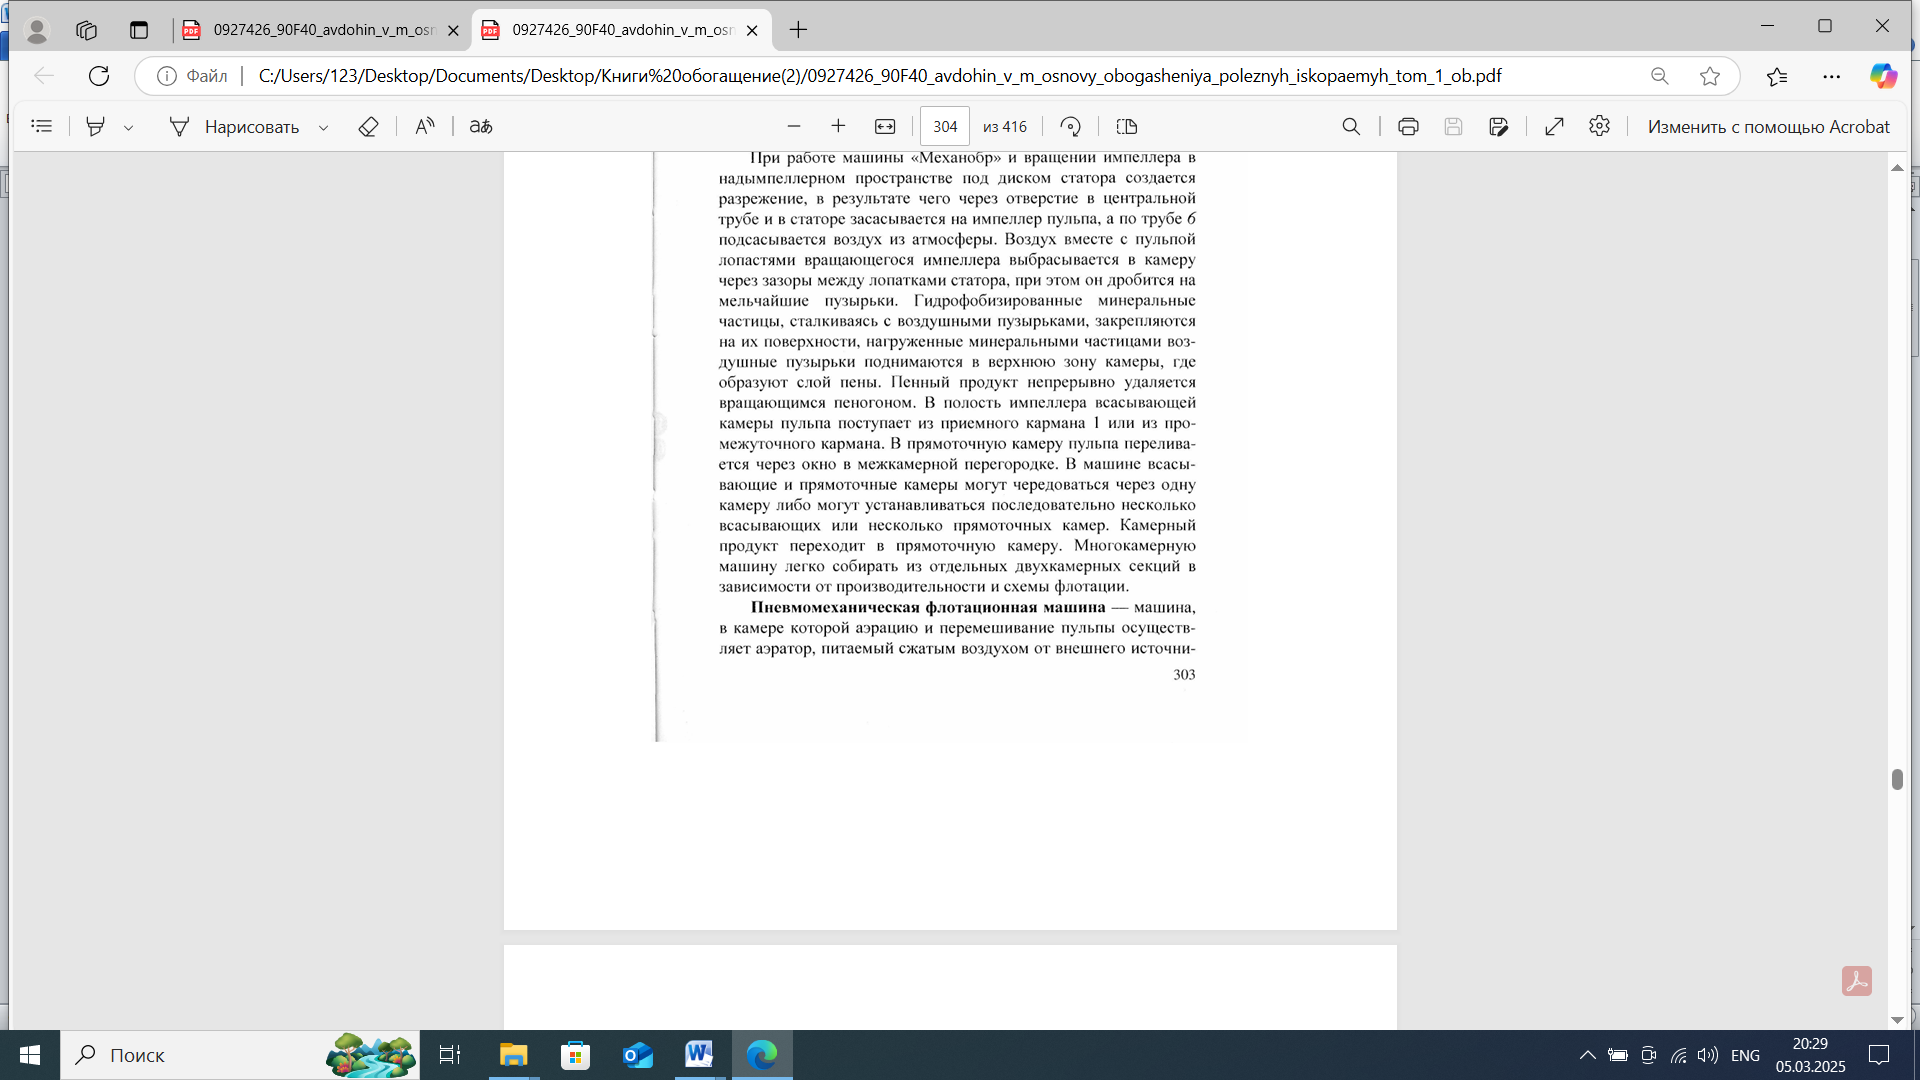 0927426_90F40_avdohin_v_m_osn
0927426_90F40_avdohin_v_m_osn
Файл
C:/Users/123/Desktop/Documents/Desktop/Книги%20обогащение(2)/0927426_90F40_avdohin_v_m_osnovy_obogasheniya_poleznyh_iskopaemyh_tom_1_ob.pdf
Нарисовать
аあ
304 из 416
Изменить с помощью Acrobat
При работе машины «Механобр» и вращении импеллера в
надымпеллерном пространстве под диском статора создается
разрежение, в результате чего через отверстие в центральной
трубе и в статоре засасывается на импеллер пульпа, а по трубе 6
подсасывается воздух из атмосферы. Воздух вместе с пульпой
лопастями вращающегося импеллера выбрасывается в камеру
через зазоры между лопатками статора, при этом он дробится на
мельчайшие пузырьки. Гидрофобизированные минеральные
частицы, сталкиваясь с воздушными пузырьками, закрепляются
на их поверхности, нагруженные минеральными частицами воз-
душные пузырьки поднимаются в верхнюю зону камеры, где
образуют слой пены. Пенный продукт непрерывно удаляется
вращающимся пеногоном. В полость импеллера всасывающей
камеры пульпа поступает из приемного кармана 1 или из про-
межуточного кармана. В прямоточную камеру пульпа перелива-
ется через окно в межкамерной перегородке. В машине всасы-
вающие и прямоточные камеры могут чередоваться через одну
камеру либо могут устанавливаться последовательно несколько
всасывающих или несколько прямоточных камер. Камерный
продукт переходит в прямоточную камеру. Многокамерную
машину легко собирать из отдельных двухкамерных секций в
зависимости от производительности и схемы флотации.
Пневмомеханическая флотационная машина — машина,
в камере которой аэрацию и перемешивание пульпы осуществ-
ляет аэратор, питаемый сжатым воздухом от внешнего источни-
303
Поиск
ENG
20:29
05.03.2025